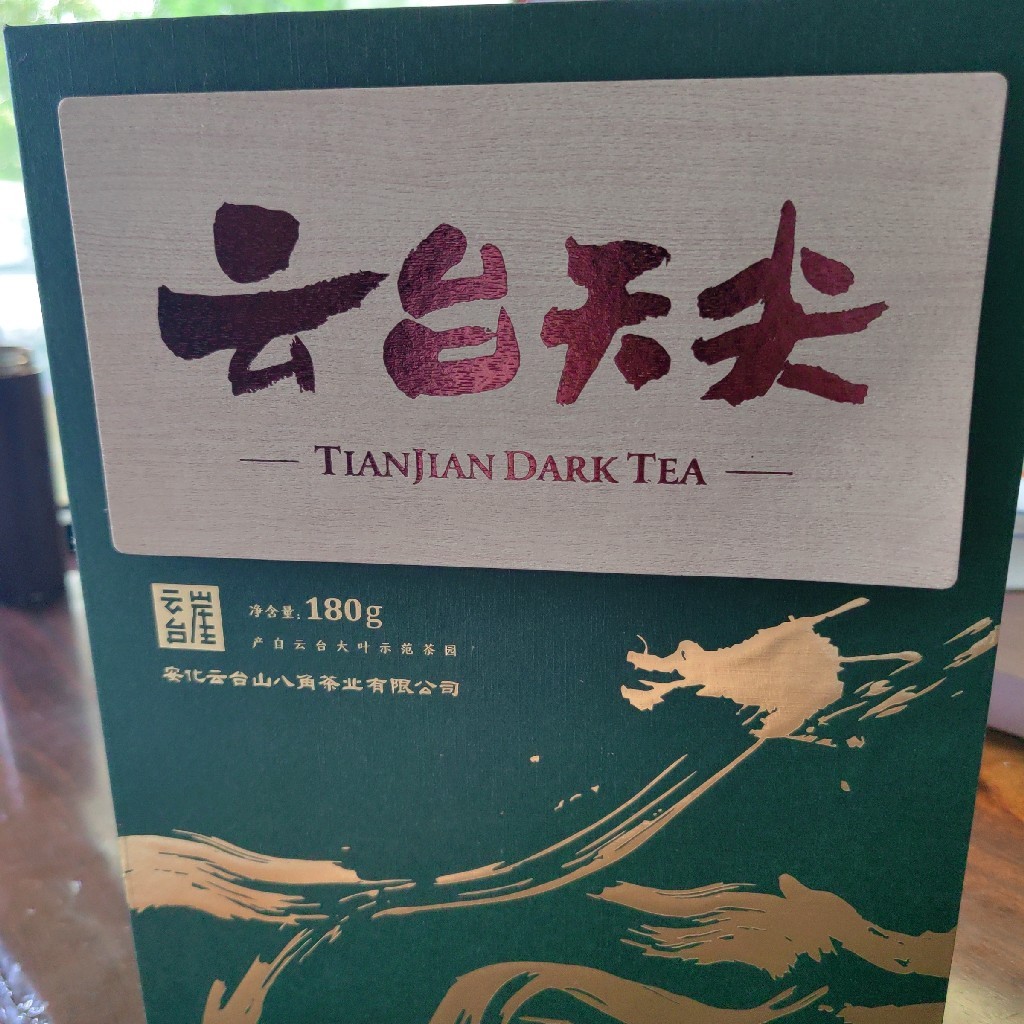 云台天尖
TIANJIAN DARK TEA
云台崖
净含量:180g
产自云台大叶示范茶园
安化云台山八角茶业有限公司